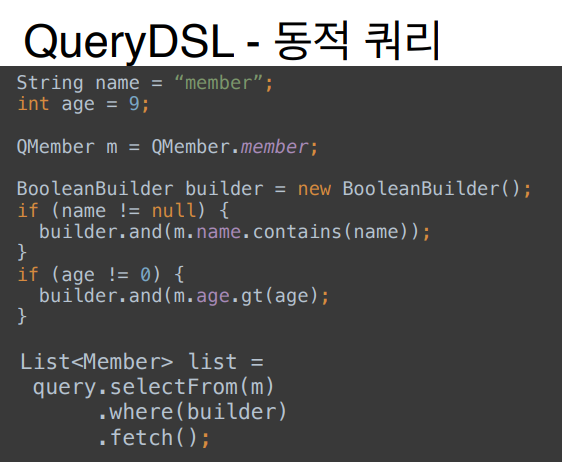 QueryDSL - 동적 쿼리
String name = “member”;
int age = 9;
QMember m = QMember.member;
BooleanBuilder builder = new BooleanBuilder();
if (name != null) {
builder.and(m.name.contains(name));
}
if (age != 0) {
builder.and(m.age.gt(age);
}
List<Member> list =
query.selectFrom(m)
.where(builder)
.fetch();